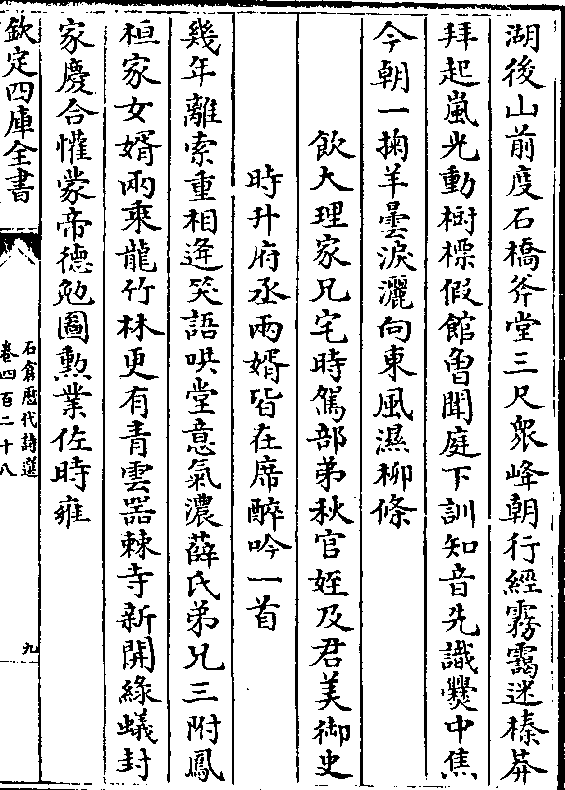 湖後山前度石橋斧堂三尺衆峰朝行經霧靄迷榛莽
拜起嵐光動樹標假館魯聞庭下訓知音先識爨中焦
今朝一掬羊曇淚灑向東風濕柳條
飲大理家兄宅時駕部弟秋官姪及君美御史
時升府丞兩婿皆在席醉吟一首
幾年離索重相逢笑語哄堂意氣濃薛氏弟兄三附鳳
桓家女婿兩乘龍竹林更有青雲器棘寺新開綠蟻封
家慶合懽蒙帝德勉圖勲業佐時雍
欽定四庫全書
石倉歷代詩選
卷四百二十八
九